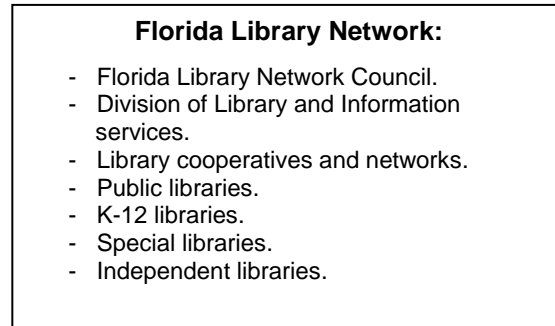 Florida Library Network:
- Florida Library Network Council.
- Division of Library and Information
services.
- Library cooperatives and networks.
- Public libraries.
- K-12 libraries.
- Special libraries.
- Independent libraries.